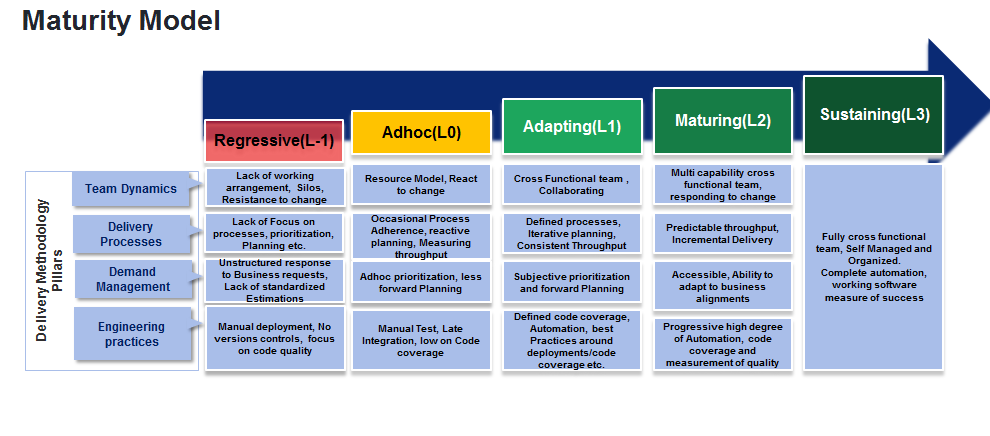 Maturity Model
Regressive(L-1)
Adhoc(L0)
Adapting(L1)
Maturing(L2)
Sustaining(L3)
Delivery Methodology
Pillars
Team Dynamics
Lack of working
arrangement, Silos,
Resistance to change
Resource Model, React
to change
Cross Functional team ,
Collaborating
Multi capability cross
functional team,
responding to change
Delivery
Processes
Lack of Focus on
processes, prioritization,
Planning etc.
Occasional Process
Adherence, reactive
planning, Measuring
throughput
Defined processes,
Iterative planning,
Consistent Throughput
Predictable throughput,
Incremental Delivery
Demand
Management
Unstructured response
to Business requests,
Lack of standardized
Estimations
Adhoc prioritization, less
forward Planning
Subjective prioritization
and forward Planning
Accessible, Ability to
adapt to business
alignments
Engineering
practices
Manual deployment, No
versions controls, focus
on code quality
Manual Test, Late
Integration, low on Code
coverage
Defined code coverage,
Automation, best
Practices around
deployments/code
coverage etc.
Progressive high degree
of Automation, code
coverage and
measurement of quality
Fully cross functional
team, Self Managed and
Organized.
Complete automation,
working software
measure of success